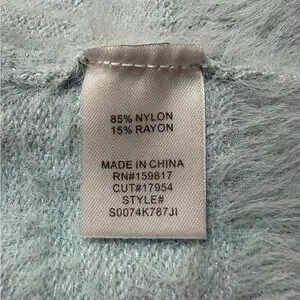 85% NYLON
15% RAYON
MADE IN CHINA
RN#159817
CUT#17954
STYLE#
S0074K787JI